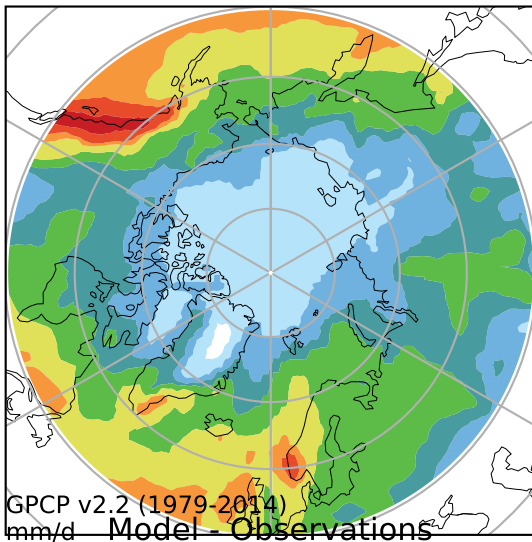 GPCP v2.2 (1979-2014)
mm/d Model - Observations